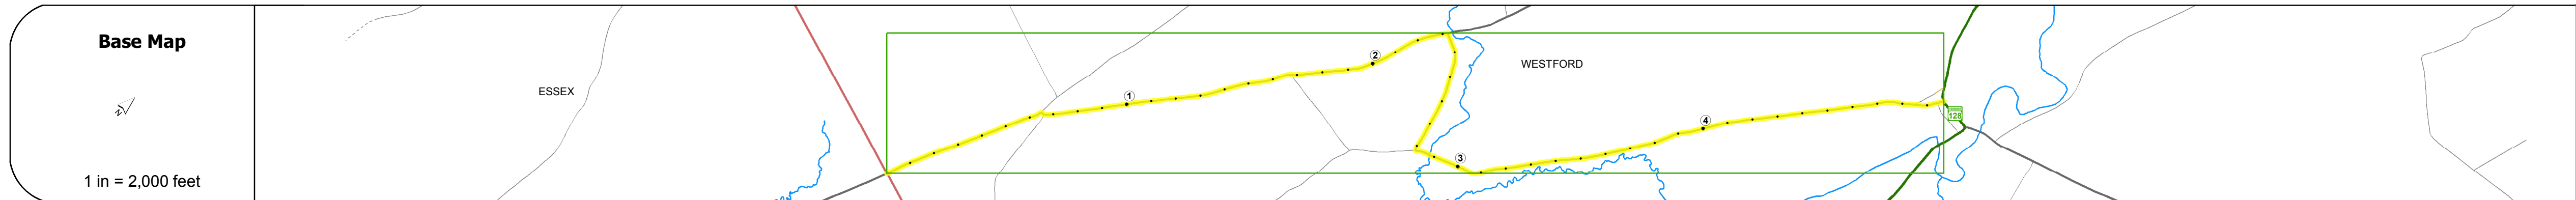 Base Map
N
1 in = 2,000 feet
ESSEX
1
2
WESTFORD
3
4
128